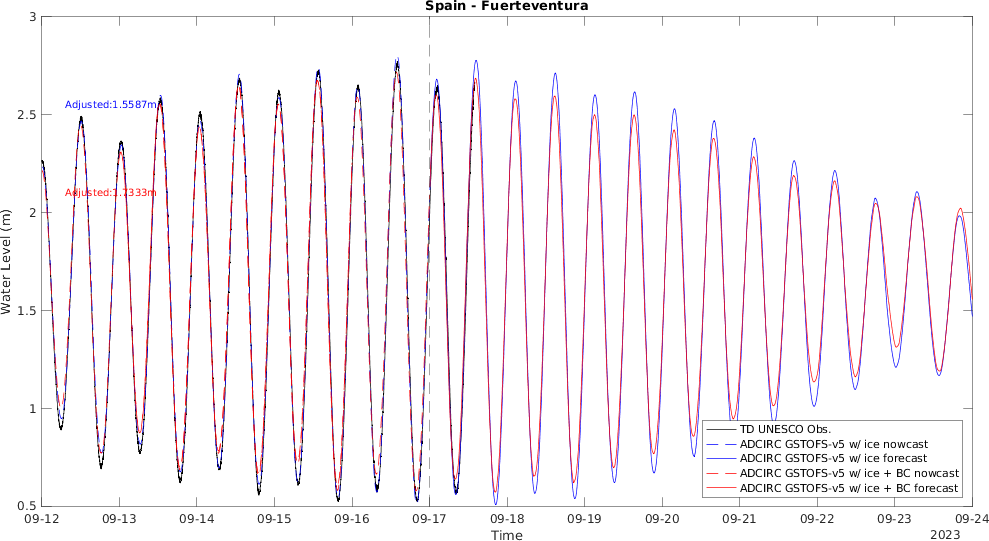 Spain - Fuerteventura
3
2.5
2
1.5
1
0.5
Water Level (m)
Adjusted:1.5587m
Adjusted:1.7333m
TD UNESCO Obs.
ADCIRC GSTOFS-v5 w/ ice nowcast
ADCIRC GSTOFS-v5 w/ ice forecast
ADCIRC GSTOFS-v5 w/ ice + BC nowcast
ADCIRC GSTOFS-v5 w/ ice + BC forecast
09-12 09-13 09-14 09-15 09-16 09-17 09-18 09-19 09-20 09-21 09-22 09-23 09-24
Time
2023